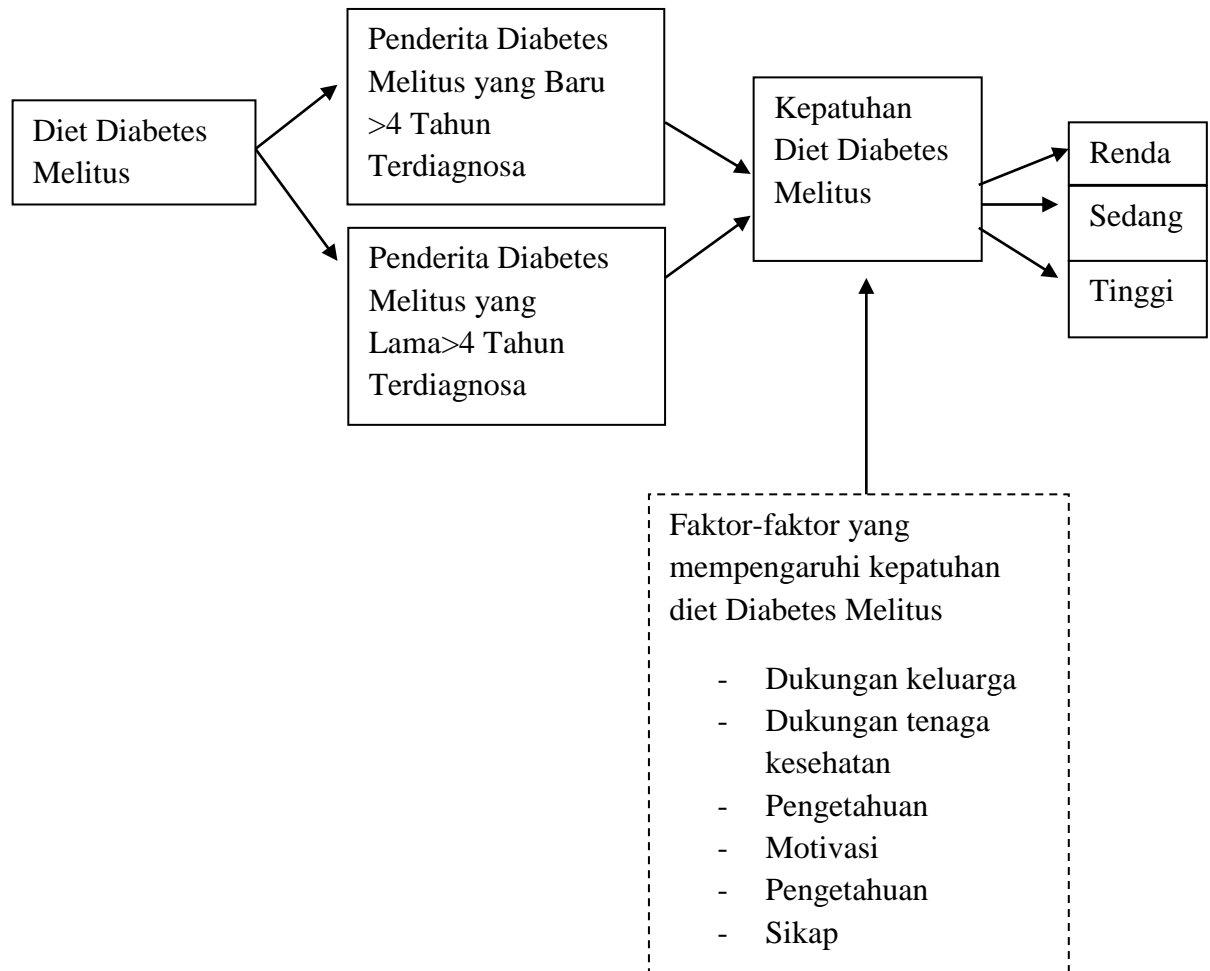 Diet Diabetes
Melitus
Penderita Diabetes
Melitus yang Baru
>4 Tahun
Terdiagnosa
Penderita Diabetes
Melitus yang
Lama>4 Tahun
Terdiagnosa
Kepatuhan
Diet Diabetes
Melitus
Renda
Sedang
Tinggi
Faktor-faktor yang
mempengaruhi kepatuhan
diet Diabetes Melitus
- Dukungan keluarga
- Dukungan tenaga
kesehatan
- Pengetahuan
- Motivasi
- Pengetahuan
- Sikap